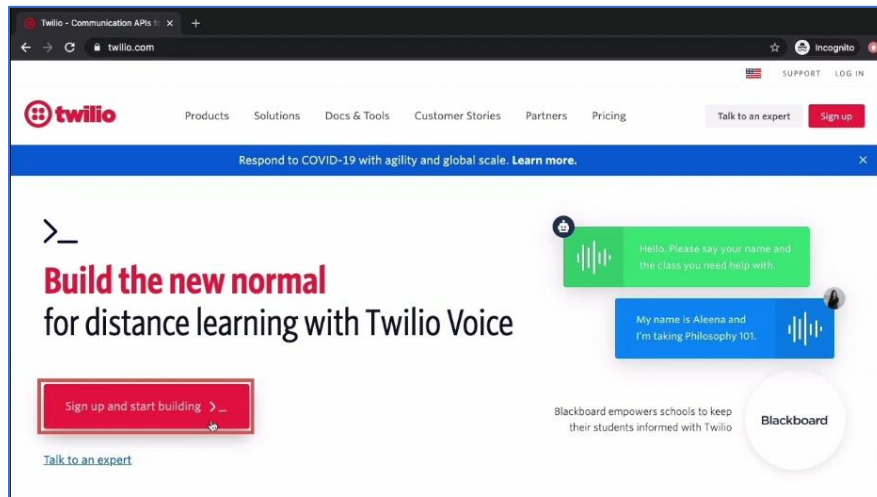 Twilio - Communication APIs f
twilio.com
Incognito
SUPPORT LOG IN
twilio
Products Solutions Docs & Tools Customer Stories Partners Pricing
Talk to an expert Sign up
Respond to COVID-19 with agility and global scale. Learn more.
Build the new normal
for distance learning with Twilio Voice
Hello. Please say your name and
the class you need help with.
My name is Aleena and
I'm taking Philosophy 101.
Sign up and start building
Talk to an expert
Blackboard empowers schools to keep
their students informed with Twilio
Blackboard